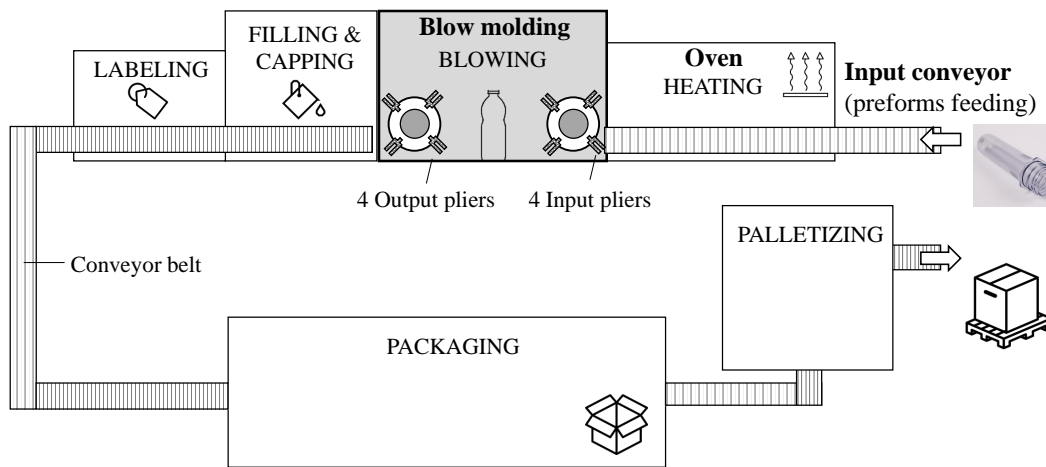 LABELING
FILLING &
CAPPING
Blow molding
BLOWING
Oven
HEATING
Input conveyor
(preforms feeding)
4 Output pliers
4 Input pliers
Conveyor belt
PALLETIZING
PACKAGING